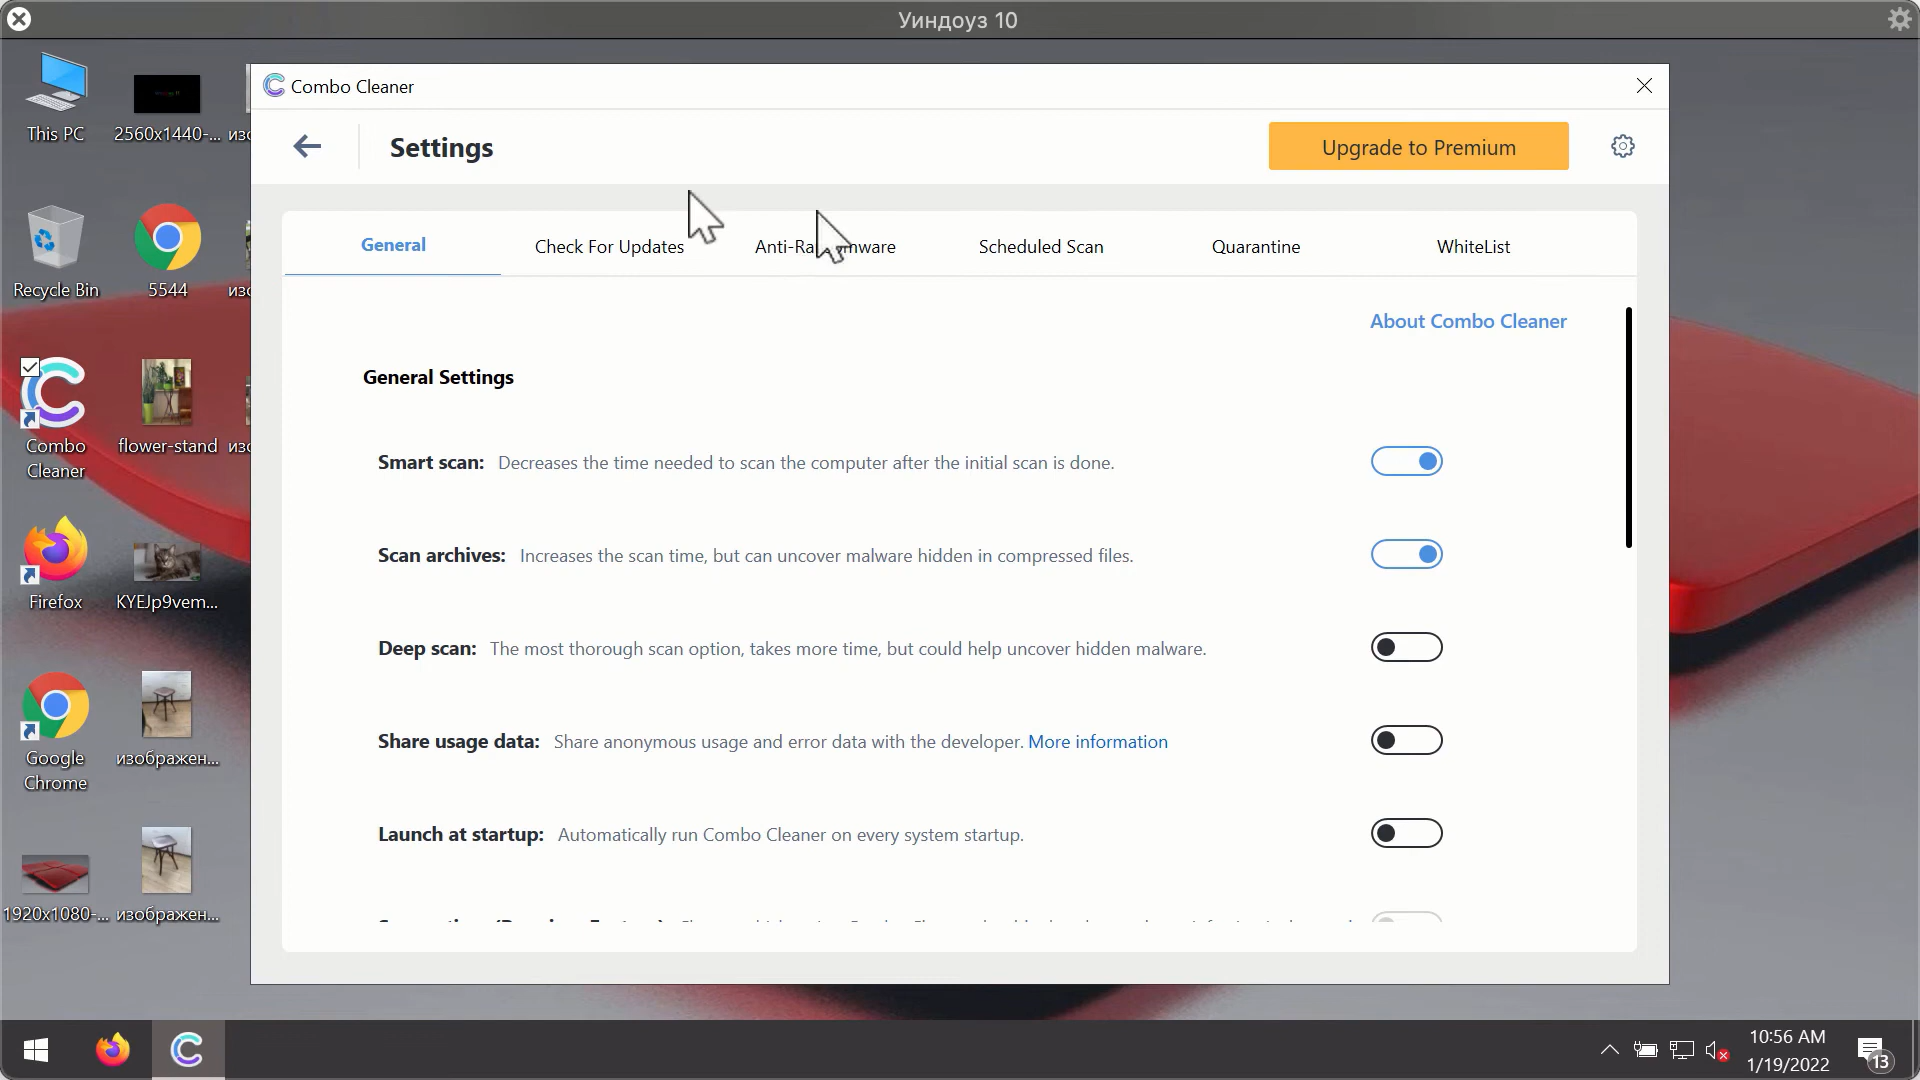 Уиндоуз 10
This PC
2560x1440-...
Combo Cleaner
Settings
Upgrade to Premium
General
Check For Updates
Scheduled Scan
Quarantine
WhiteList
Recycle Bin
5544
About Combo Cleaner
General Settings
Smart scan: Decreases the time needed to scan the computer after the initial scan is done.
Combo
Cleaner
flower-stand
Scan archives: Increases the scan time, but can uncover malware hidden in compressed files.
Firefox
KYEJp9vem...
Deep scan: The most thorough scan option, takes more time, but could help uncover hidden malware.
Share usage data: Share anonymous usage and error data with the developer. More information
Google
Chrome
изображен...
Launch at startup: Automatically run Combo Cleaner on every system startup.
1920x1080-...
изображен...
10:56 AM
1/19/2022
13